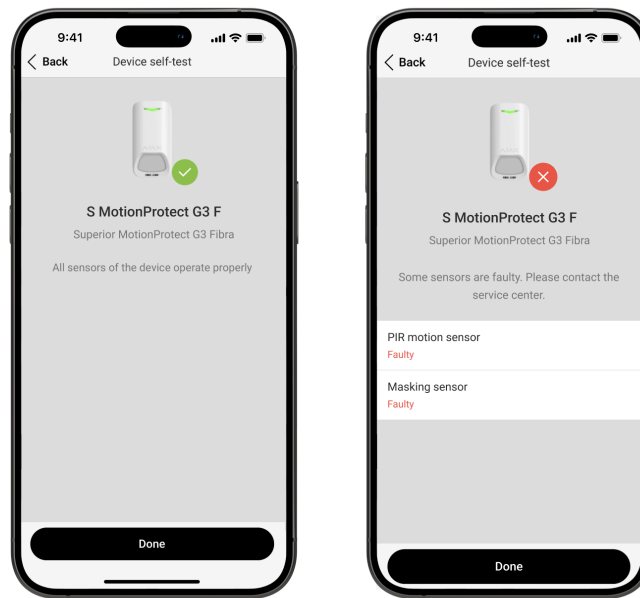 9:41
Back
Device self-test
S MotionProtect G3 F
Superior MotionProtect G3 Fibra
All sensors of the device operate properly
Done
9:41
Back
Device self-test
S MotionProtect G3 F
Superior MotionProtect G3 Fibra
Some sensors are faulty. Please contact the
service center.
PIR motion sensor
Faulty
Masking sensor
Faulty
Done